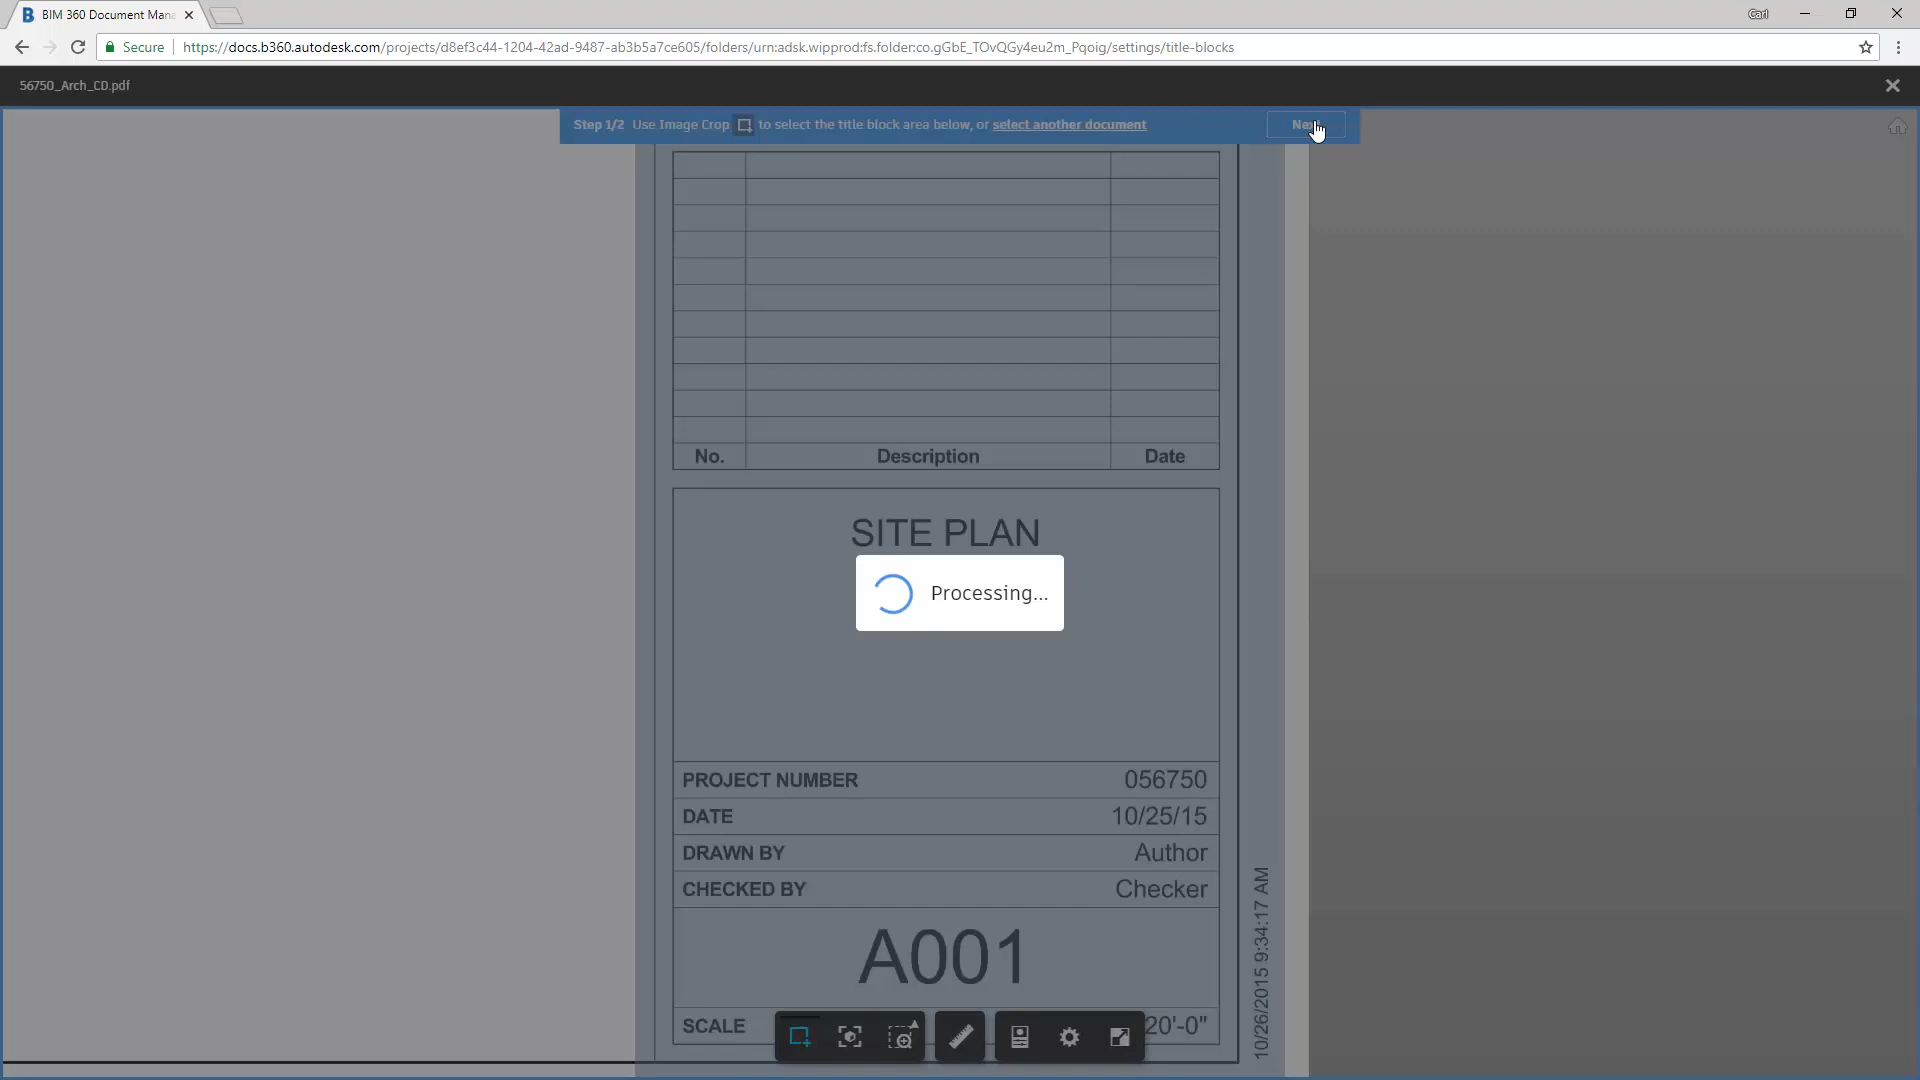 BIM 360 Document Mana
Carl
Secure
https://docs.b360.autodesk.com/projects/d8ef3c44-1204-42ad-9487-ab3b5a7ce605/folders/urn:adsk.wipprod:fs.folder:co.gGbE_TOvQGy4eu2m_Pqoig/settings/title-blocks
56750_Arch_CD.pdf
Step 1/2 Use Image Crop to select the title block area below, or select another document
No. Description Date
SITE PLAN
Processing...
PROJECT NUMBER 056750
DATE 10/25/15
DRAWN BY Author
CHECKED BY Checker
A001
SCALE 20'-0"
10/26/2015 9:34:17 AM